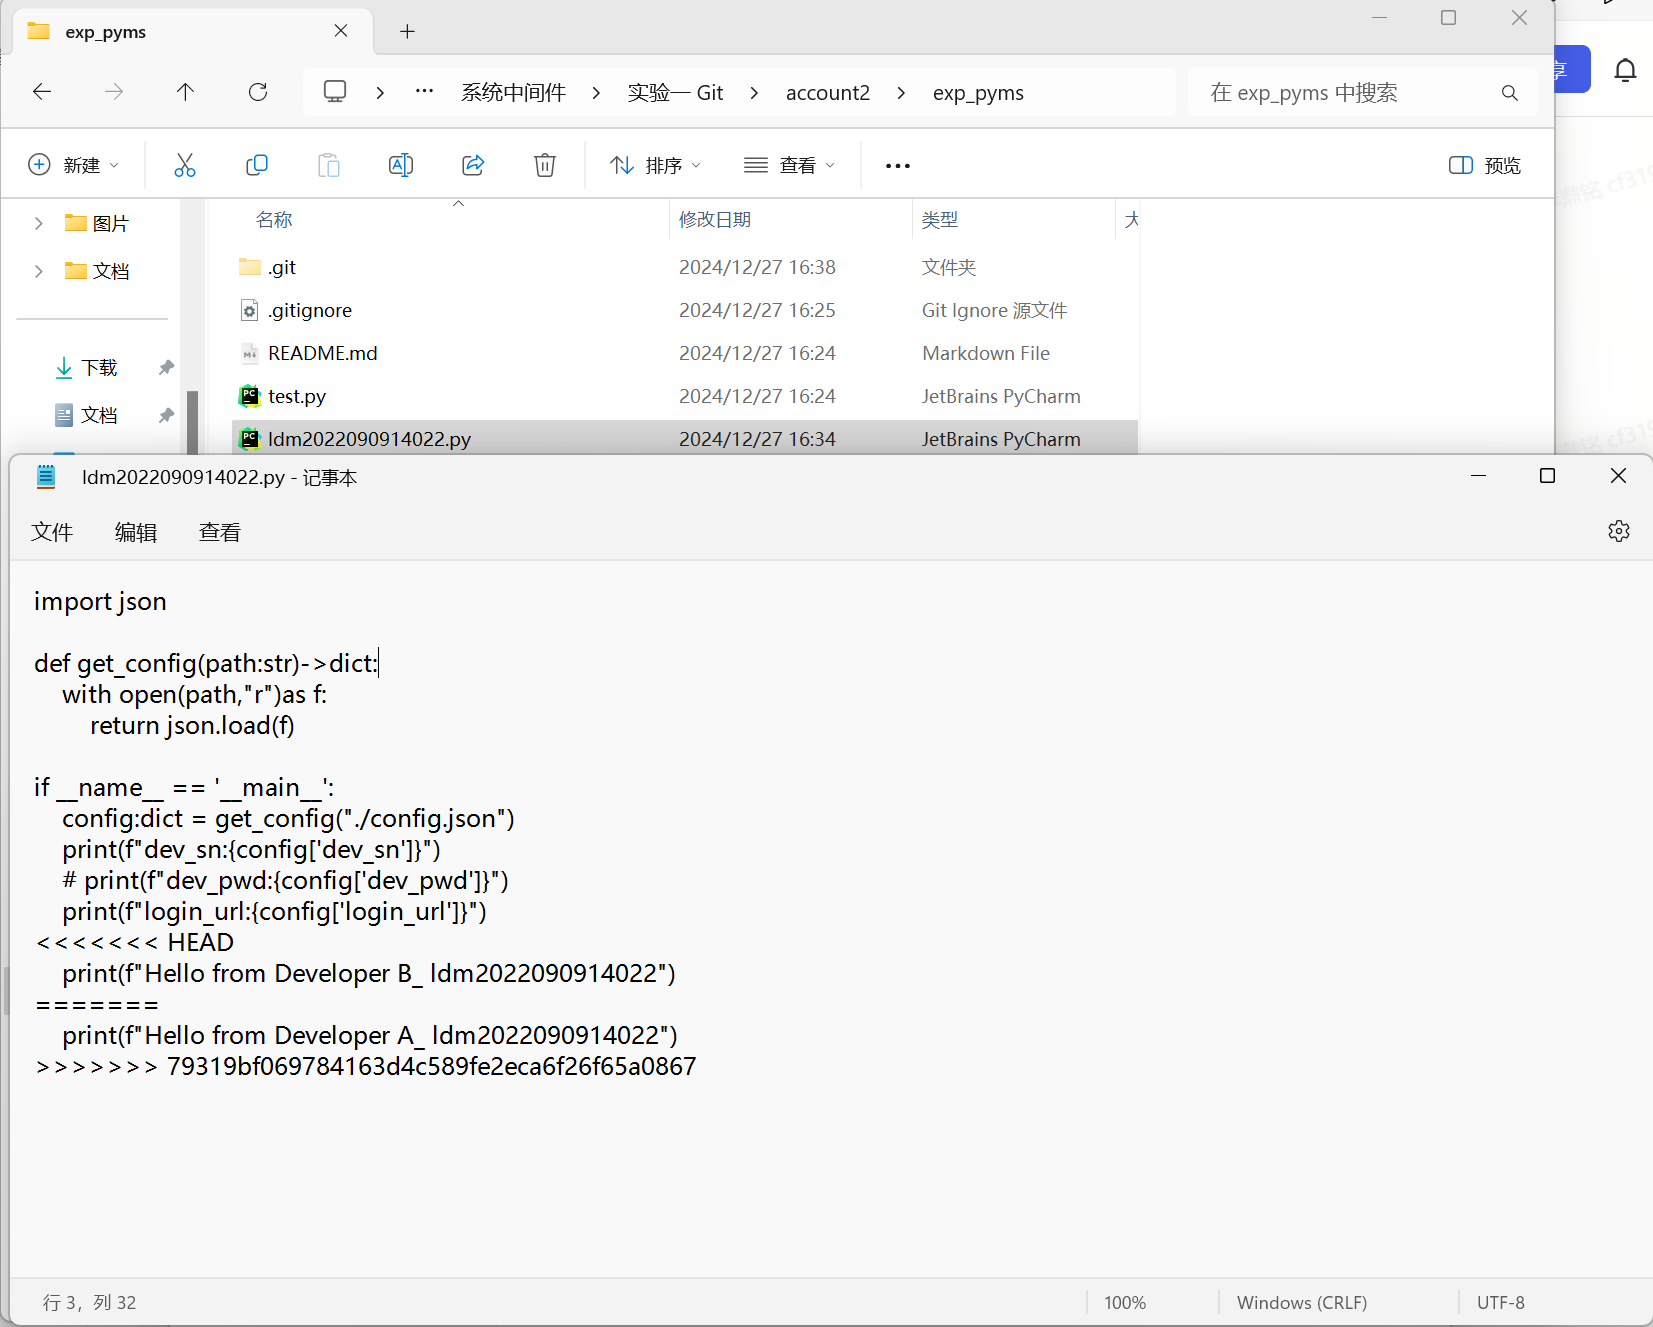 exp_pyms
享
系统中间件 > 实验一 Git > account2 > exp_pyms
在 exp_pyms 中搜索
新建
排序
查看
预览
图片
文档
下载
文档
名称 修改日期 类型 大
.git 2024/12/27 16:38 文件夹
.gitignore 2024/12/27 16:25 Git Ignore 源文件
README.md 2024/12/27 16:24 Markdown File
test.py 2024/12/27 16:24 JetBrains PyCharm
ldm2022090914022.py 2024/12/27 16:34 JetBrains PyCharm
鼎铭 cf319
鼎铭 cf319
ldm2022090914022.py - 记事本
文件 编辑 查看
import json
def get_config(path:str)->dict:
    with open(path,"r")as f:
        return json.load(f)
if __name__ == '__main__':
    config:dict = get_config("./config.json")
    print(f"dev_sn:{config['dev_sn']}")
    # print(f"dev_pwd:{config['dev_pwd']}")
    print(f"login_url:{config['login_url']}")
<<<<<<< HEAD
    print(f"Hello from Developer B_ ldm2022090914022")
=======
    print(f"Hello from Developer A_ ldm2022090914022")
>>>>>>> 79319bf069784163d4c589fe2eca6f26f65a0867
行 3，列 32 100% Windows (CRLF) UTF-8